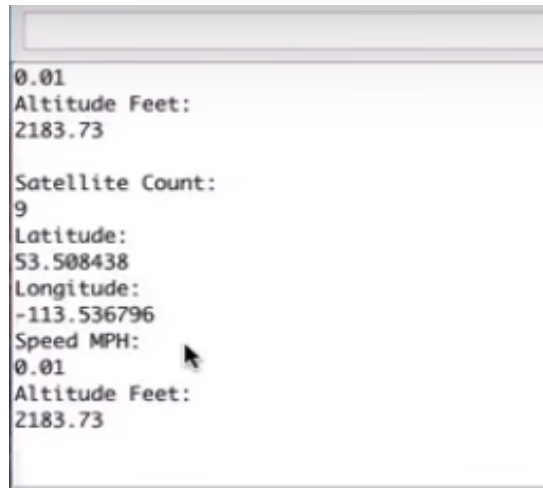 0.01
Altitude Feet:
2183.73
Satellite Count:
9
Latitude:
53.508438
Longitude:
-113.536796
Speed MPH:
0.01
Altitude Feet:
2183.73